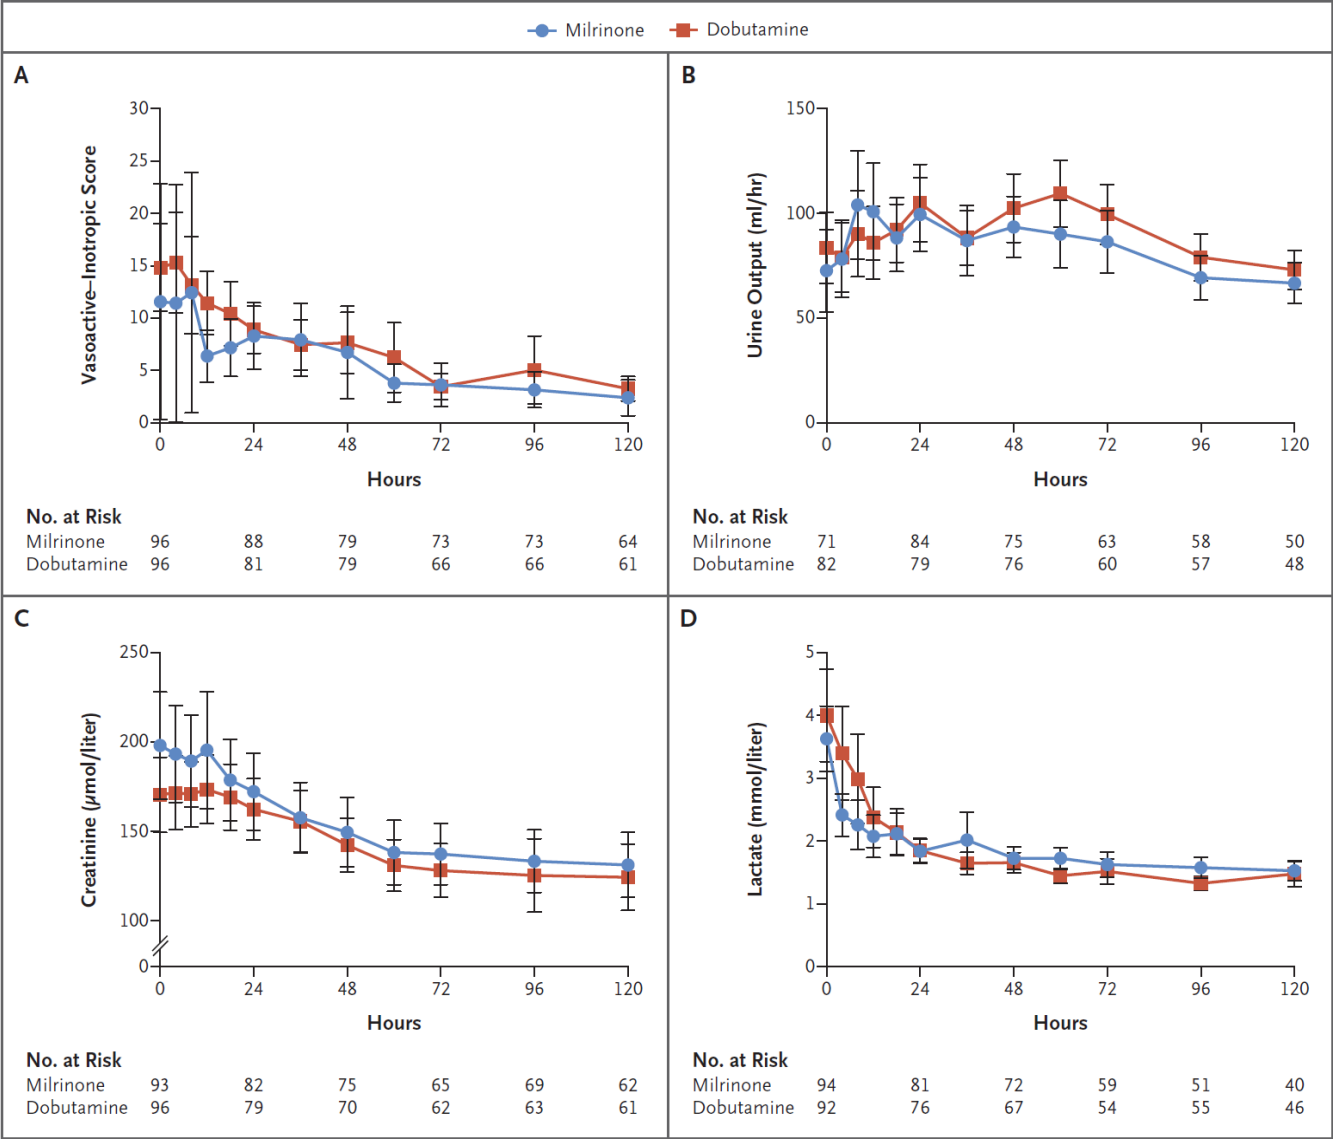 Milrinone Dobutamine
A
Vasoactive–Inotropic Score
30
25
20
15
10
5
0
0 24 48 72 96 120
Hours
No. at Risk
Milrinone 96 88 79 73 73 64
Dobutamine 96 81 79 66 66 61
B
Urine Output (ml/hr)
150
100
50
0
0 24 48 72 96 120
Hours
No. at Risk
Milrinone 71 84 75 63 58 50
Dobutamine 82 79 76 60 57 48
C
Creatinine (µmol/liter)
250
200
150
100
0
0 24 48 72 96 120
Hours
No. at Risk
Milrinone 93 82 75 65 69 62
Dobutamine 96 79 70 62 63 61
D
Lactate (mmol/liter)
5
4
3
2
1
0
0 24 48 72 96 120
Hours
No. at Risk
Milrinone 94 81 72 59 51 40
Dobutamine 92 76 67 54 55 46